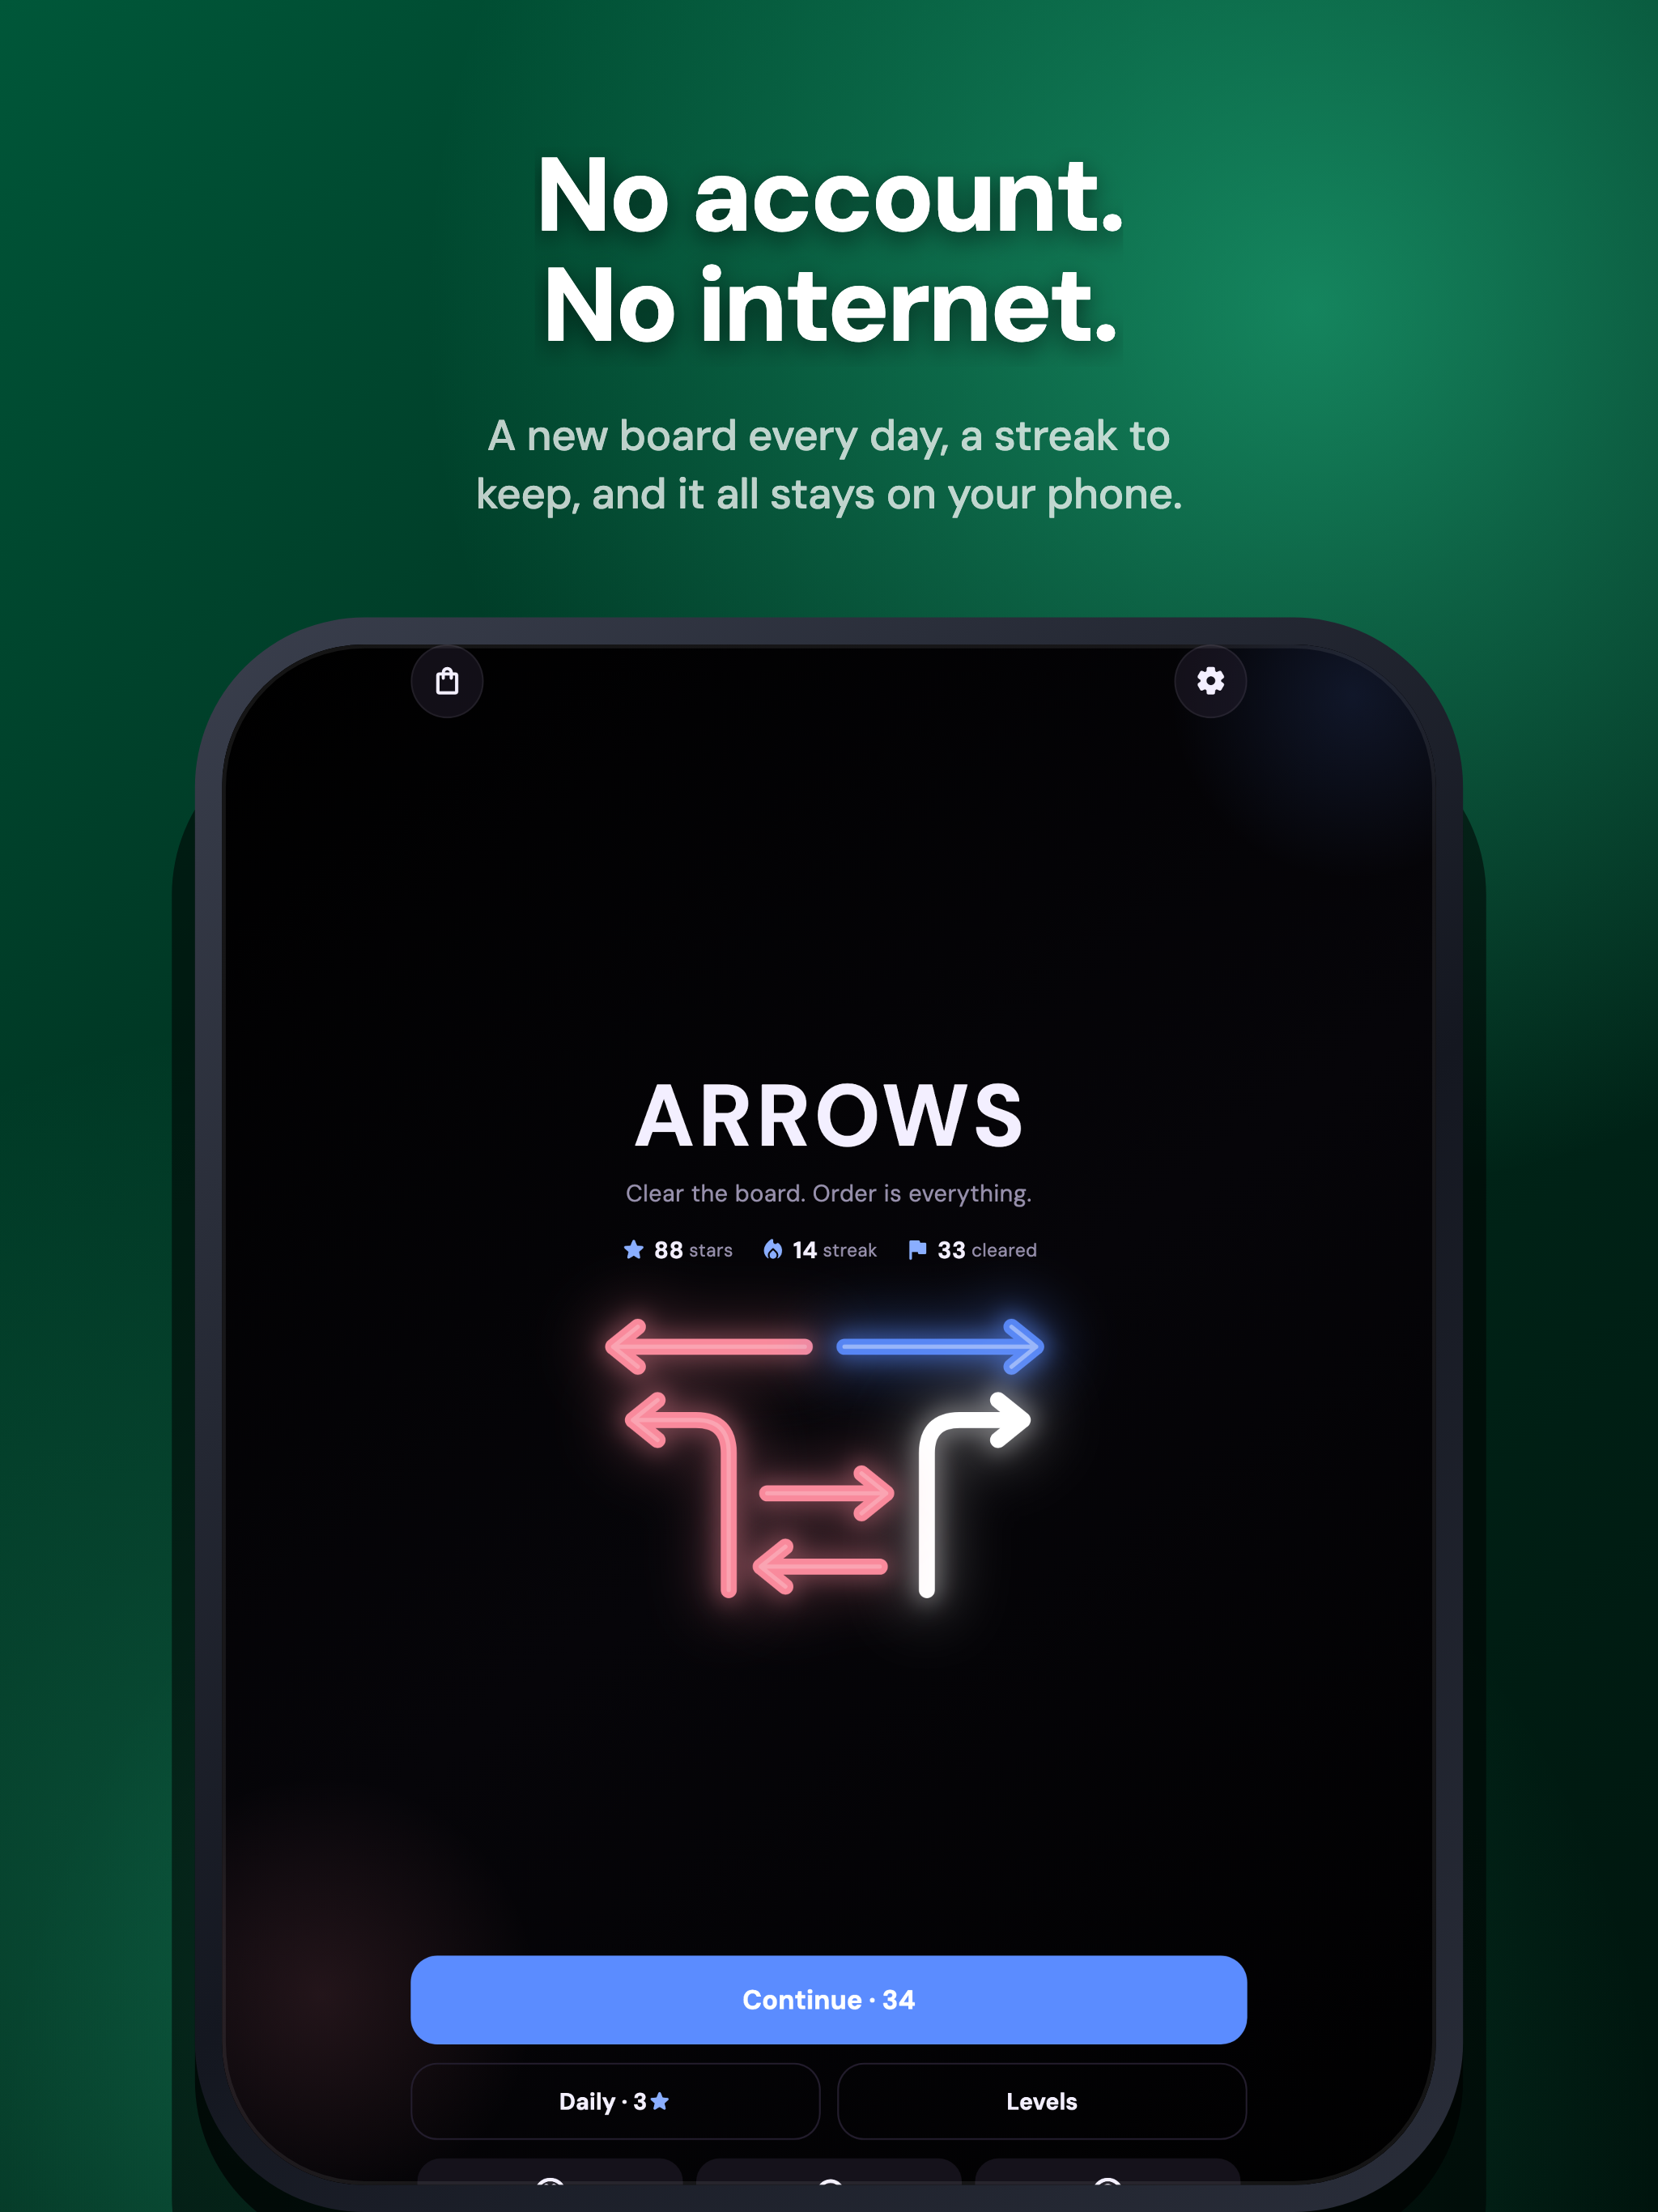 No account.
No internet.
A new board every day, a streak to
keep, and it all stays on your phone.
ARROWS
Clear the board. Order is everything.
88 stars 14 streak 33 cleared
Continue · 34
Daily · 3 Levels